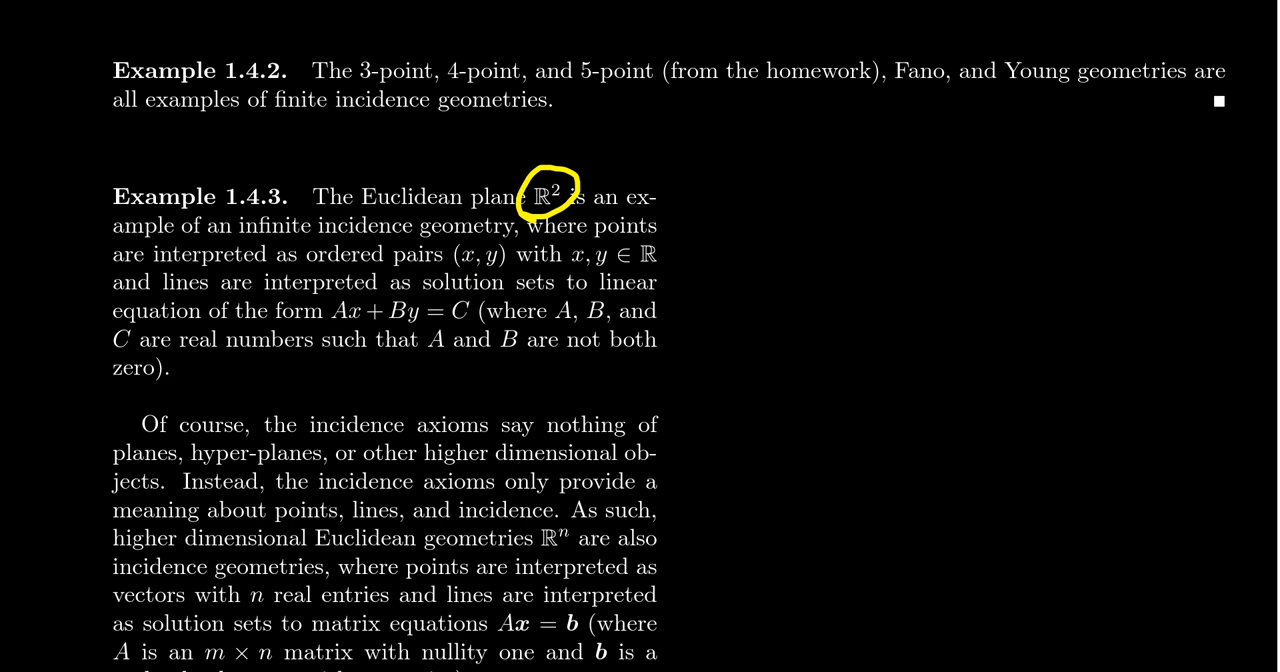 Example 1.4.2. The 3-point, 4-point, and 5-point (from the homework), Fano, and Young geometries are
all examples of finite incidence geometries. ■
Example 1.4.3. The Euclidean plane ℝ² is an ex-
ample of an infinite incidence geometry, where points
are interpreted as ordered pairs (x, y) with x, y ∈ ℝ
and lines are interpreted as solution sets to linear
equation of the form Ax + By = C (where A, B, and
C are real numbers such that A and B are not both
zero).
Of course, the incidence axioms say nothing of
planes, hyper-planes, or other higher dimensional ob-
jects. Instead, the incidence axioms only provide a
meaning about points, lines, and incidence. As such,
higher dimensional Euclidean geometries ℝⁿ are also
incidence geometries, where points are interpreted as
vectors with n real entries and lines are interpreted
as solution sets to matrix equations Ax = b (where
A is an m × n matrix with nullity one and b is a